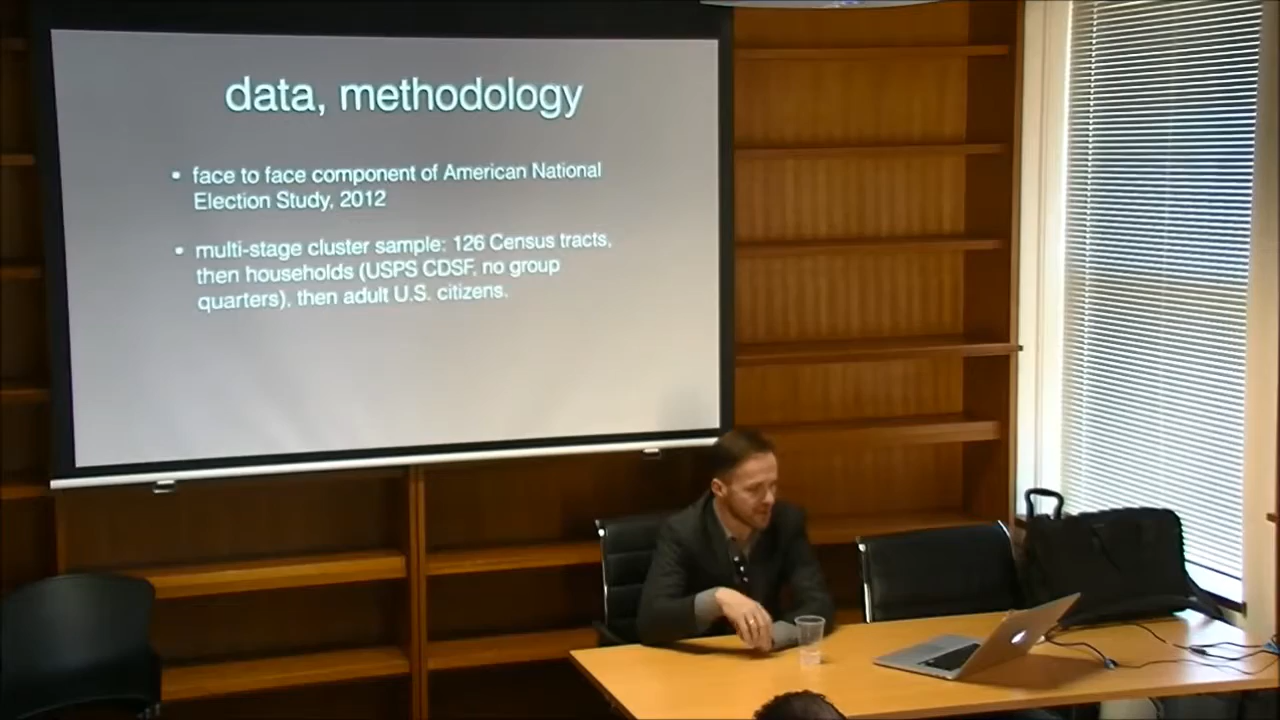 data, methodology
• face to face component of American National
Election Study, 2012
• multi-stage cluster sample: 126 Census tracts,
then households (USPS CDSF, no group
quarters), then adult U.S. citizens.